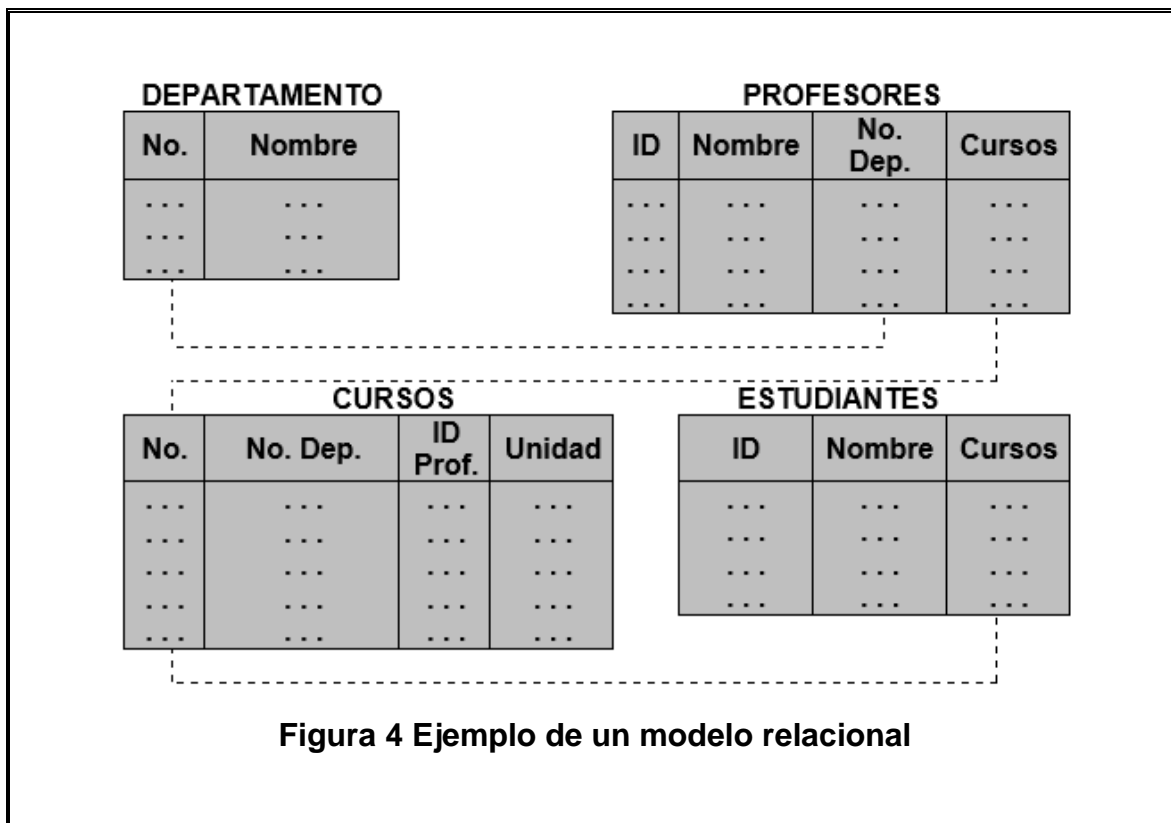 DEPARTAMENTO
No. Nombre
. . . . . .
. . . . . .
. . . . . .
PROFESORES
ID Nombre No. Dep. Cursos
. . . . . . . . . . . .
. . . . . . . . . . . .
. . . . . . . . . . . .
. . . . . . . . . . . .
CURSOS
No. No. Dep. ID Prof. Unidad
. . . . . . . . . . . .
. . . . . . . . . . . .
. . . . . . . . . . . .
. . . . . . . . . . . .
. . . . . . . . . . . .
ESTUDIANTES
ID Nombre Cursos
. . . . . . . . .
. . . . . . . . .
. . . . . . . . .
. . . . . . . . .
Figura 4 Ejemplo de un modelo relacional